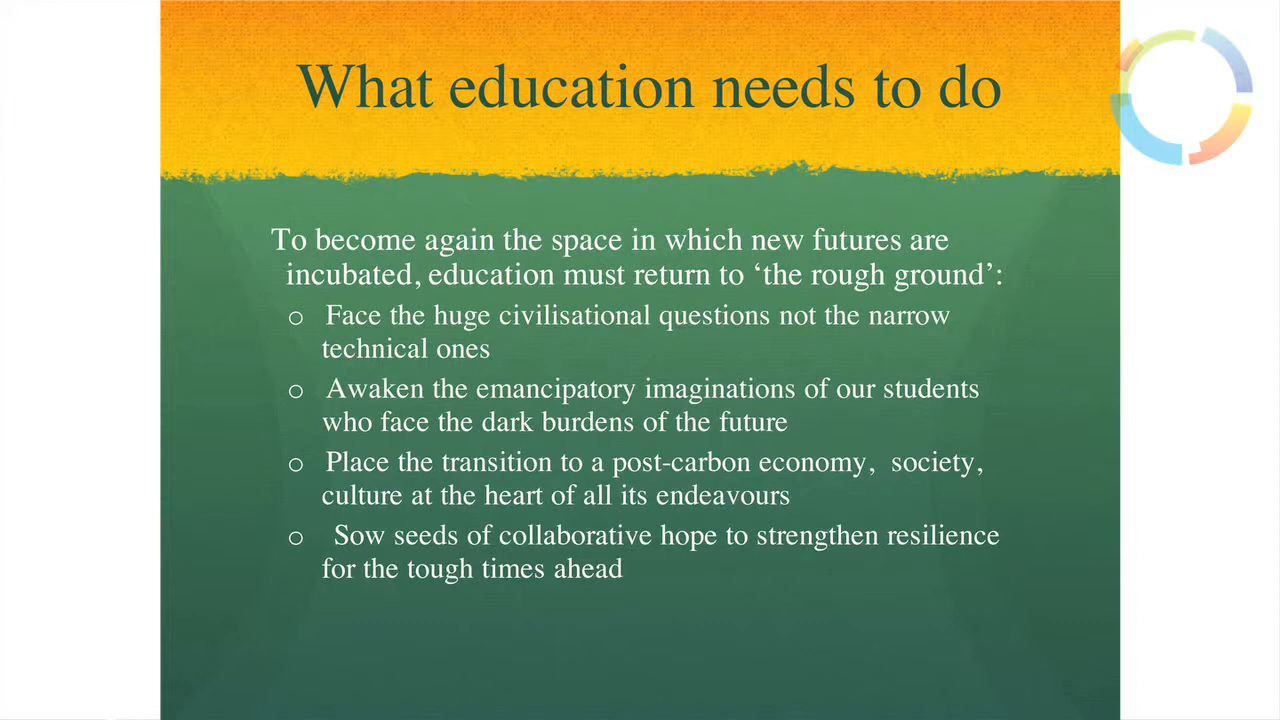 What education needs to do
To become again the space in which new futures are
incubated, education must return to ‘the rough ground’:
o Face the huge civilisational questions not the narrow
technical ones
o Awaken the emancipatory imaginations of our students
who face the dark burdens of the future
o Place the transition to a post-carbon economy, society,
culture at the heart of all its endeavours
o Sow seeds of collaborative hope to strengthen resilience
for the tough times ahead